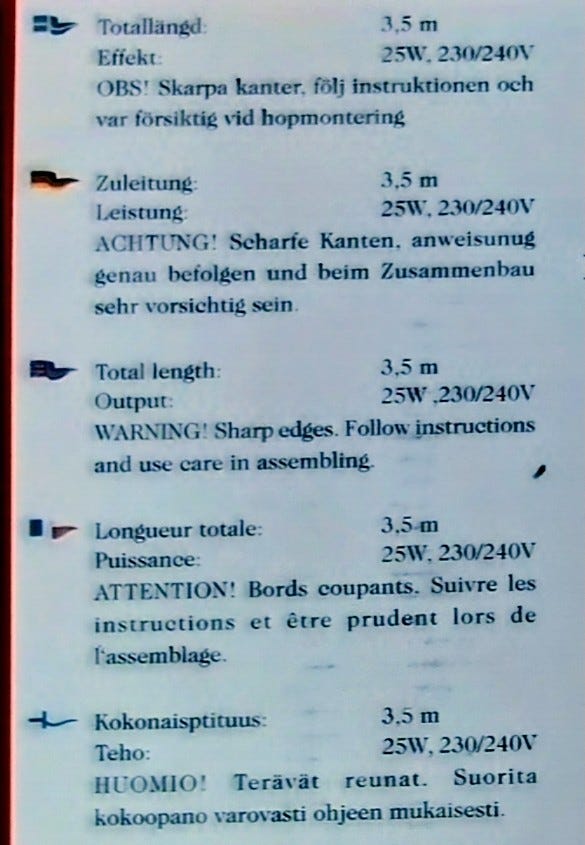 Totallängd: 3,5 m
Effekt: 25W, 230/240V
OBS! Skarpa kanter, följ instruktionen och
var försiktig vid hopmontering
Zuleitung: 3,5 m
Leistung: 25W, 230/240V
ACHTUNG! Scharfe Kanten, anweisunug
genau befolgen und beim Zusammenbau
sehr vorsichtig sein.
Total length: 3,5 m
Output: 25W ,230/240V
WARNING! Sharp edges. Follow instructions
and use care in assembling.
Longueur totale: 3,5 m
Puissance: 25W, 230/240V
ATTENTION! Bords coupants. Suivre les
instructions et être prudent lors de
l'assemblage.
Kokonaisptituus: 3,5 m
Teho: 25W, 230/240V
HUOMIO! Terävät reunat. Suorita
kokoopano varovasti ohjeen mukaisesti.